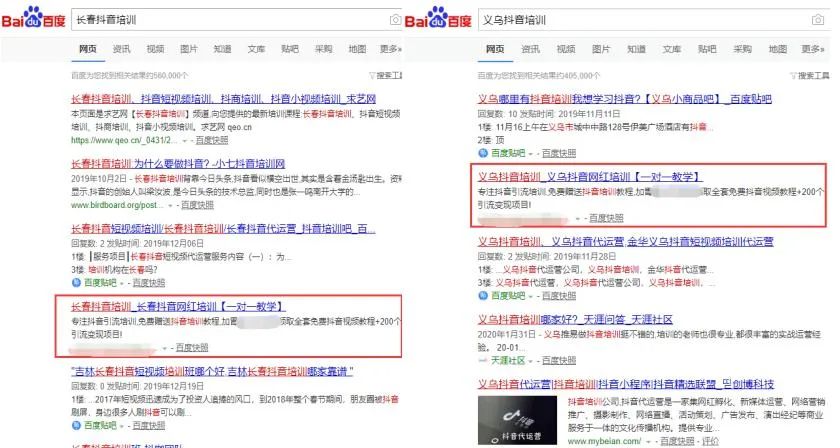 Bai du 百度
长春抖音培训
网页 资讯 视频 图片 知道 文库 贴吧 采购 地图 更多»
百度为您找到相关结果约560,000个
搜索工具
长春抖音培训、抖音短视频培训、抖商培训、抖音小视频培训_求艺网
本页面是求艺网【长春抖音培训】频道,向您提供的最新培训课程:长春抖音培训、抖音短视频
培训、抖商培训、抖音小视频培训。求艺网 qeo.cn
https://www.qeo.cn/_0431/2... - 百度快照
长春抖音培训 为什么要做抖音? -小七抖音培训网
2019年10月2日 - 长春抖音培训背靠今日头条,抖音看似横空出世,其实是含着金汤匙出生。资料
显示,抖音的创始人叫梁汝波,是今日头条的技术总监,同时也是张一鸣南开大学的...
www.birdboard.org/post... - 百度快照
长春抖音短视频培训/长春抖音培训/长春抖音代运营_抖音培训吧_百...
回复数: 2 发贴时间: 2019年12月06日
1楼: ┃服务项目┃长春抖音短视频代运营服务内容（一）：为...
3楼: 培训机构在长春吗?
百度贴吧 - 百度快照
长春抖音培训_长春抖音网红培训【一对一教学】
专注抖音引流培训,免费赠送抖音培训教程,加
领取全套免费抖音视频教程+200个
引流变现项目!
- 百度快照
"吉林长春抖音短视频培训班哪个好,吉林长春抖音培训哪家靠谱"
回复数: 0 发贴时间: 2019年12月19日
1楼: ...2017年短视频迅速成为了投资人追捧的风口，到2018年整个春节期间，朋友圈被抖音
刷屏，身边很多人刷抖音可以刷...
百度贴吧 - 百度快照
Bai du 百度
义乌抖音培训
网页 资讯 视频 图片 知道 文库 贴吧 采购 地图 更多»
百度为您找到相关结果约405,000个
搜索工具
义乌哪里有抖音培训我想学习抖音?【义乌小商品吧】_百度贴吧
回复数: 10 发贴时间: 2019年11月11日
1楼: 11月16上午在义乌市城中中路128号伊美广场酒店有抖音...
2楼: 顶
百度贴吧 - 百度快照
义乌抖音培训_义乌抖音网红培训【一对一教学】
专注抖音引流培训,免费赠送抖音培训教程,加
取全套免费抖音视频教程+200个
引流变现项目!
- 百度快照
义乌抖音培训、义乌抖音代运营,金华义乌抖音短视频培训代运营
回复数: 0 发贴时间: 2019年11月28日
1楼: ...义乌抖音代运营公司，义乌抖音培训，金华抖音代运营...
2楼: ...义乌抖音代运营公司，义乌抖音培训，义乌...
百度贴吧 - 百度快照
义乌抖音培训哪家好?_天涯问答_天涯社区
2020年1月31日 - 义乌推易做抖音培训挺不错的,培训的老师也很专业,都很丰富的实战运营经
验。 20-01...
天涯社区 - 百度快照
义乌抖音代运营|抖音培训|抖音小程序|抖音精选联盟_
创博科技
抖音代运营
抖音培训公司,抖音代运营是一家集网红孵化、新媒体运营、网络营销
推广、摄影制作、网络直播、活动策划、广告发布、演出经纪等商业
服务于一体的文化传播机构。提供抖音...
www.mybeian.com/ - 百度快照 - 评价